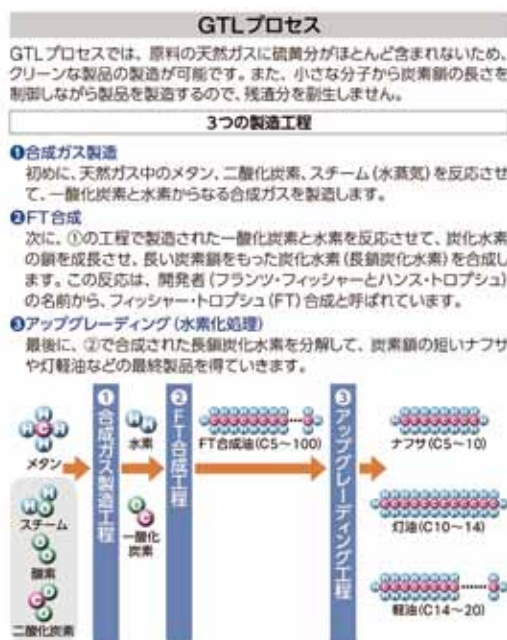 GTLプロセス
GTLプロセスでは、原料の天然ガスに硫黄分がほとんど含まれないため、
クリーンな製品の製造が可能です。また、小さな分子から炭素鎖の長さを
制御しながら製品を製造するので、残渣分を副生しません。
3つの製造工程
❶合成ガス製造
初めに、天然ガス中のメタン、二酸化炭素、スチーム(水蒸気)を反応させ
て、一酸化炭素と水素からなる合成ガスを製造します。
❷FT合成
次に、①の工程で製造された一酸化炭素と水素を反応させて、炭化水素
の鎖を成長させ、長い炭素鎖をもった炭化水素(長鎖炭化水素)を合成し
ます。この反応は、開発者(フランツ・フィッシャーとハンス・トロプシュ)
の名前から、フィッシャー・トロプシュ(FT)合成と呼ばれています。
❸アップグレーディング(水素化処理)
最後に、②で合成された長鎖炭化水素を分解して、炭素鎖の短いナフサ
や灯軽油などの最終製品を得ていきます。
メタン
スチーム
酸素
二酸化炭素
①合成ガス製造工程
水素
一酸化
炭素
②FT合成工程
FT合成油(C5～100)
③アップグレーディング工程
ナフサ(C5～10)
灯油(C10～14)
軽油(C14～20)